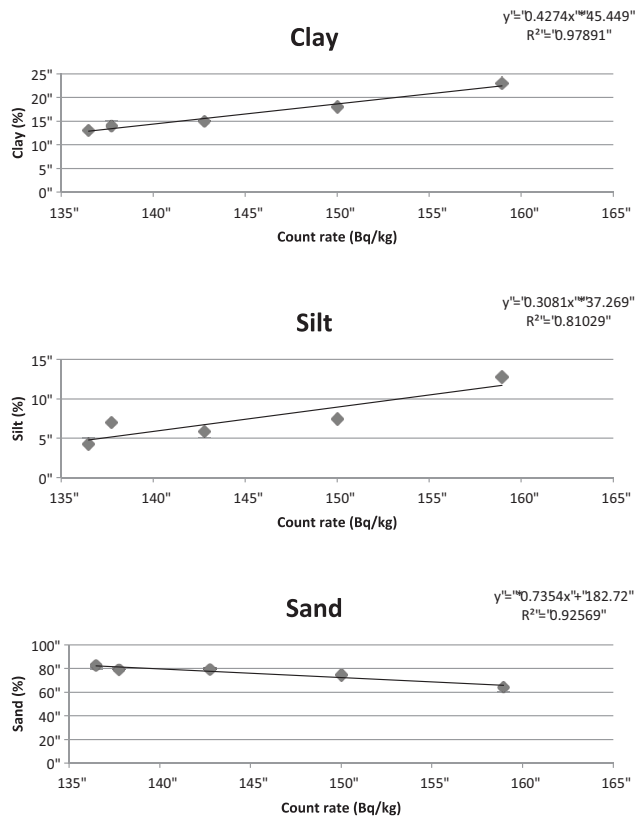 Clay
y"="0.4274x"*"45.449"
R²"="0.97891"
25"
20"
15"
10"
5"
0"
Clay (%)
135" 140" 145" 150" 155" 160" 165"
Count rate (Bq/kg)
Silt
y"="0.3081x"*"37.269"
R²"="0.81029"
15"
10"
5"
0"
Silt (%)
135" 140" 145" 150" 155" 160" 165"
Count rate (Bq/kg)
Sand
y"="*0.7354x"+"182.72"
R²"="0.92569"
100"
80"
60"
40"
20"
0"
Sand (%)
135" 140" 145" 150" 155" 160" 165"
Count rate (Bq/kg)